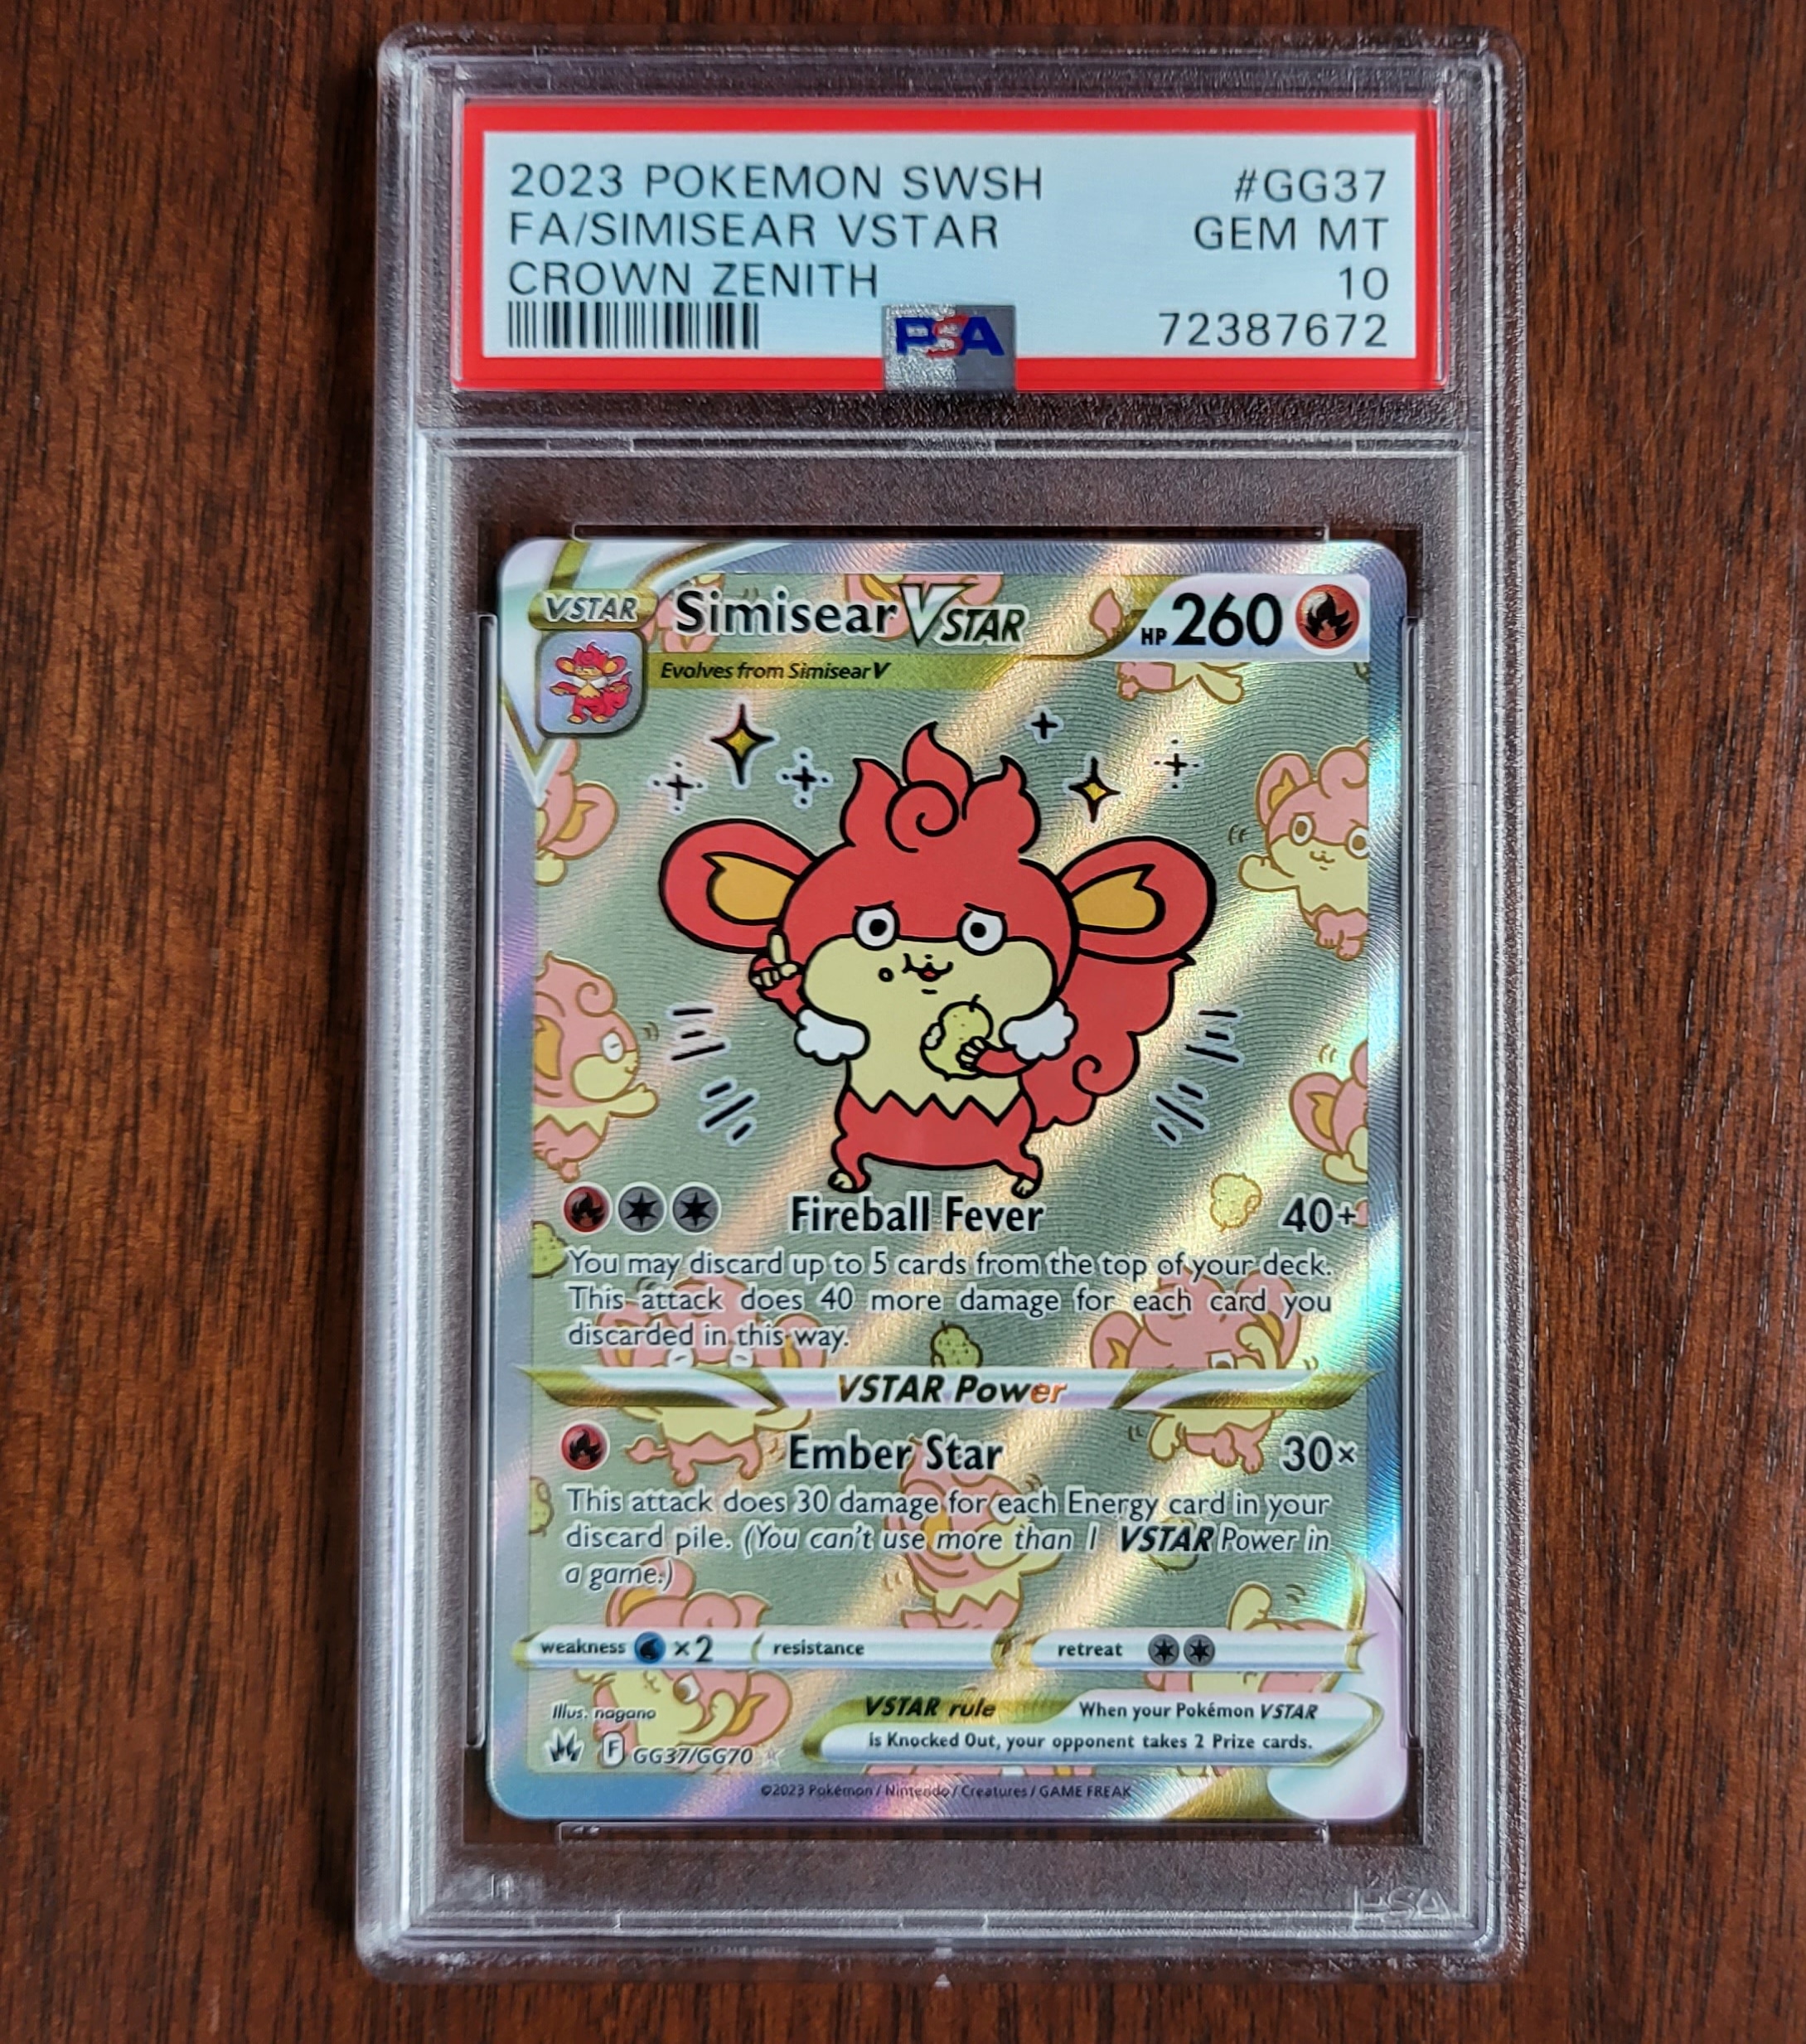 2023 POKEMON SWSH #GG37
FA/SIMISEAR VSTAR GEM MT
CROWN ZENITH 10
PSA 72387672
VSTAR Simisear VSTAR HP 260
Evolves from Simisear V
Fireball Fever 40+
You may discard up to 5 cards from the top of your deck.
This attack does 40 more damage for each card you
discarded in this way.
VSTAR Power
Ember Star 30×
This attack does 30 damage for each Energy card in your
discard pile. (You can't use more than 1 VSTAR Power in
a game.)
weakness ×2 resistance retreat
Illus. nagano VSTAR rule When your Pokémon VSTAR
F GG37/GG70 is Knocked Out, your opponent takes 2 Prize cards.
©2023 Pokémon / Nintendo / Creatures / GAME FREAK
PSA